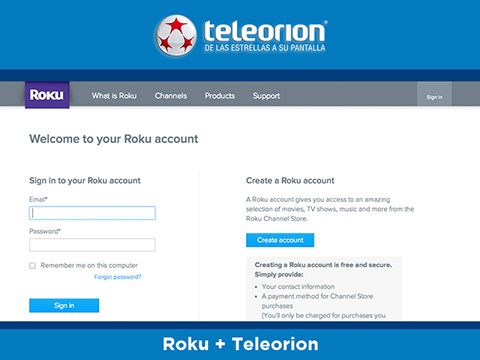 teleorion
DE LAS ESTRELLAS A SU PANTALLA
ROKU What is Roku Channels Products Support Sign in
Welcome to your Roku account
Sign in to your Roku account
Email*
Password*
Remember me on this computer
Forgot password?
Sign in
Create a Roku account
A Roku account gives you access to an amazing
selection of movies, TV shows, music and more from the
Roku Channel Store.
Create account
Creating a Roku account is free and secure.
Simply provide:
• Your contact information
• A payment method for Channel Store
purchases
(You'll only be charged for purchases you
Roku + Teleorion